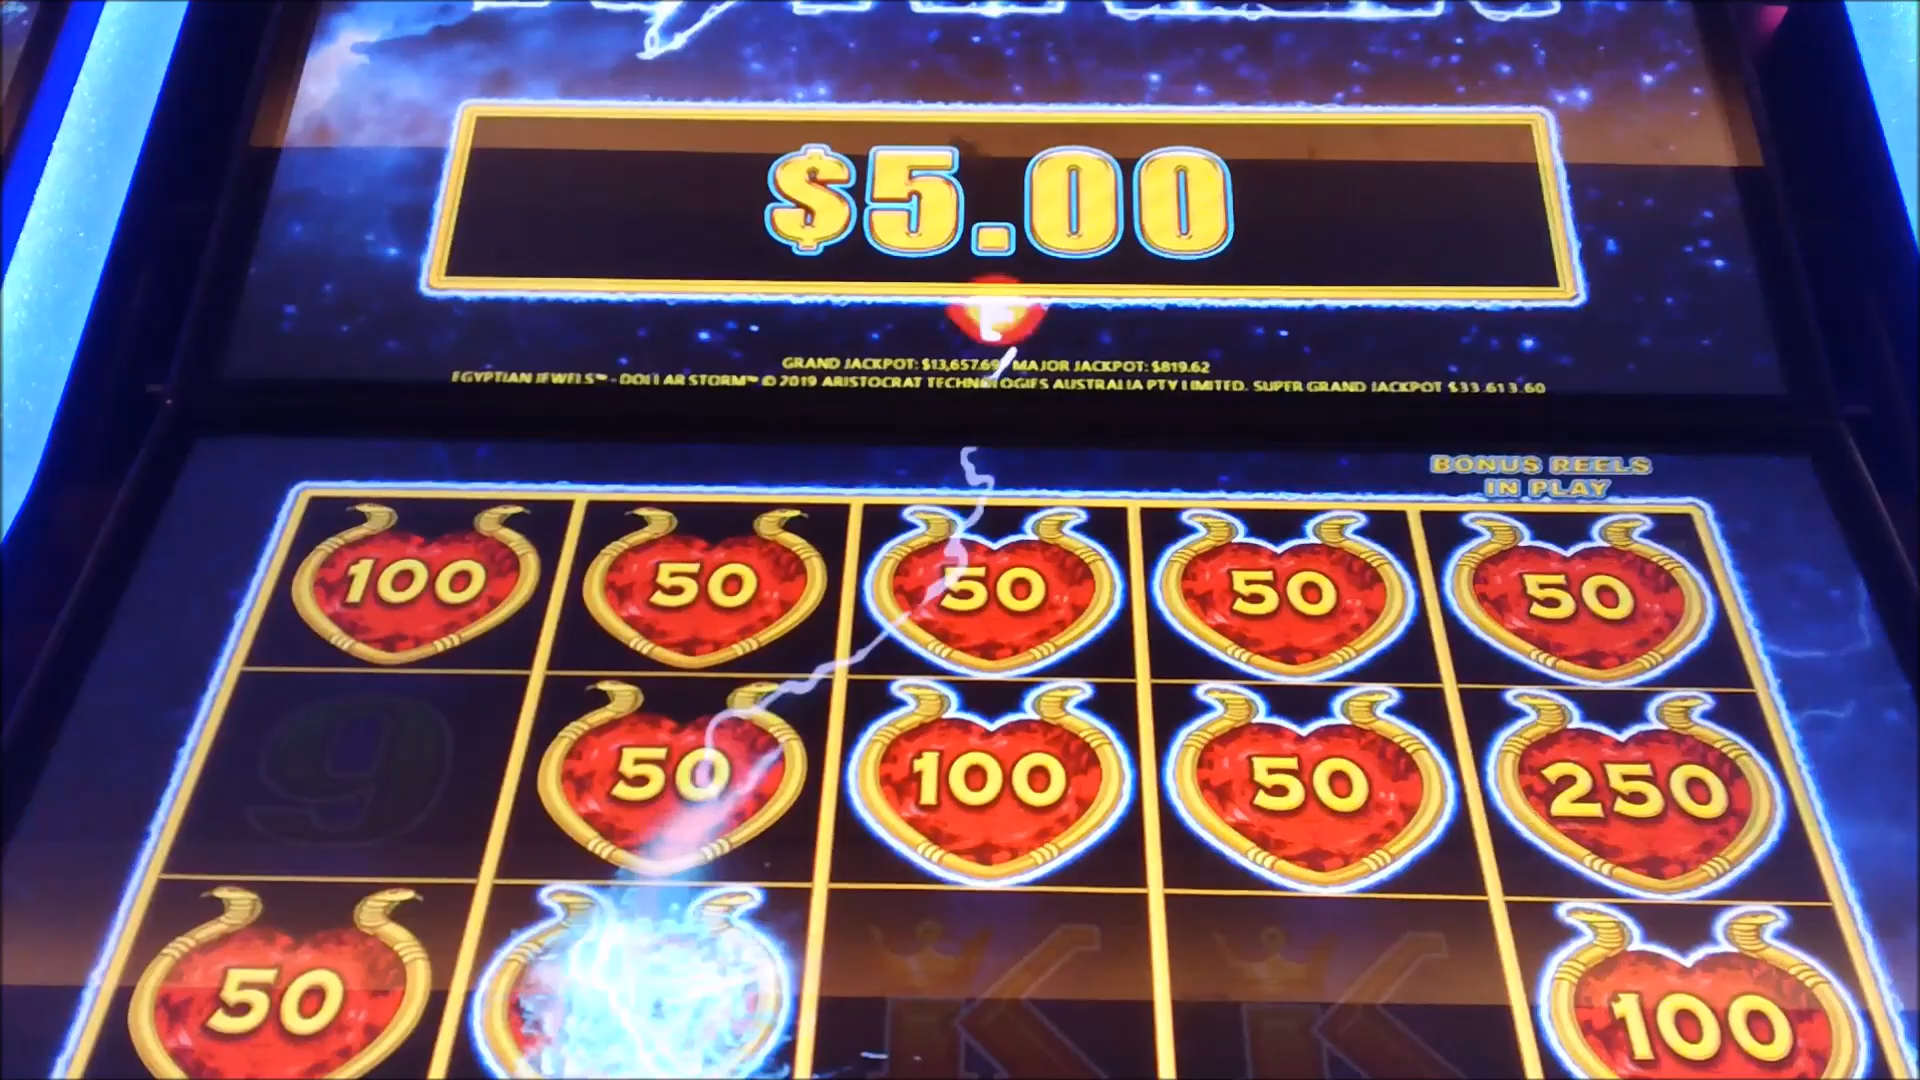 $5.00
GRAND JACKPOT: $13,657.69 MAJOR JACKPOT: $819.62
EGYPTIAN JEWELS™ - DOLLAR STORM™ © 2019 ARISTOCRAT TECHNOLOGIES AUSTRALIA PTY LIMITED. SUPER GRAND JACKPOT $33,613.60
BONUS REELS
IN PLAY
100 50 50 50 50
9 50 100 50 250
50 K K 100